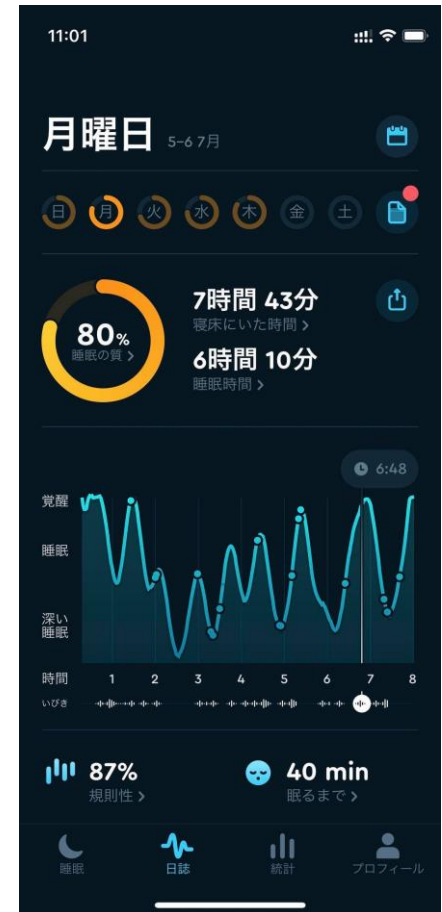 11:01
月曜日 5-6 7月
日 月 火 水 木 金 土
7時間 43分
寝床にいた時間 >
80%
睡眠の質 >
6時間 10分
睡眠時間 >
6:48
覚醒
睡眠
深い
睡眠
時間 1 2 3 4 5 6 7 8
いびき
87%
規則性 >
40 min
眠るまで >
睡眠 日誌 統計 プロフィール